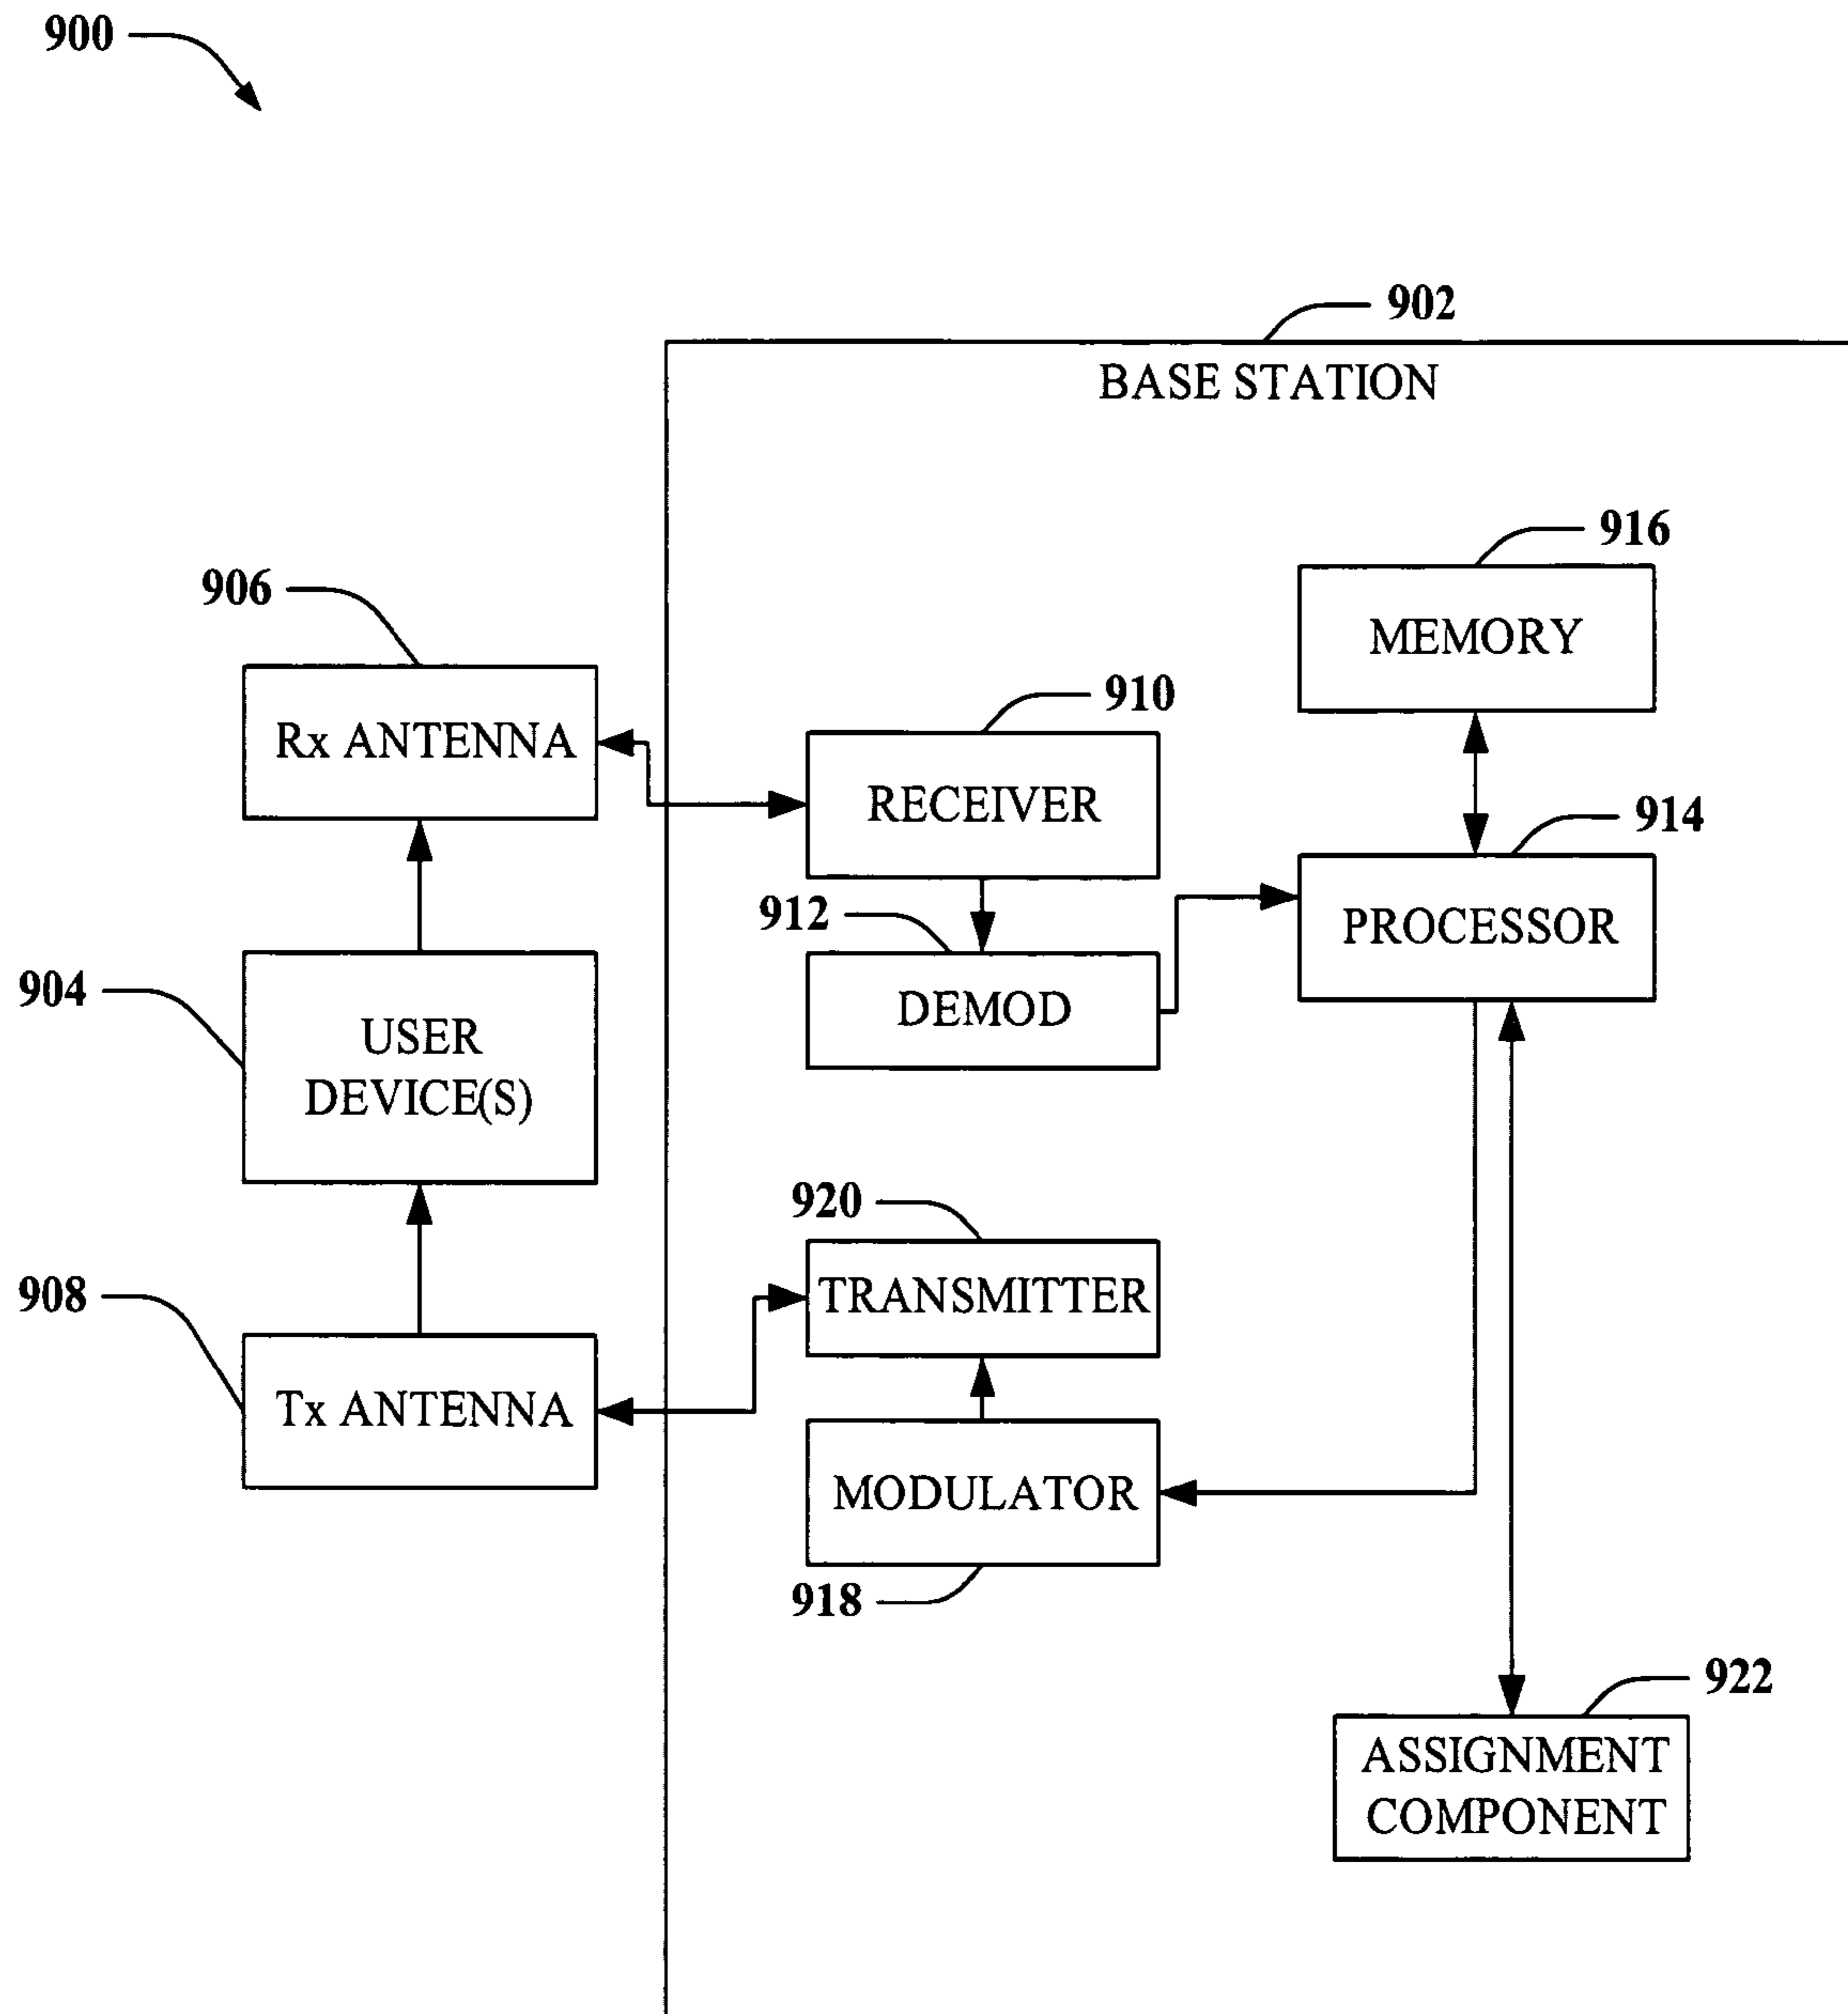 900
902
BASE STATION
916
MEMORY
906
Rx ANTENNA
910
RECEIVER
914
PROCESSOR
912
DEMOD
904
USER
DEVICE(S)
920
TRANSMITTER
908
Tx ANTENNA
MODULATOR
918
922
ASSIGNMENT
COMPONENT